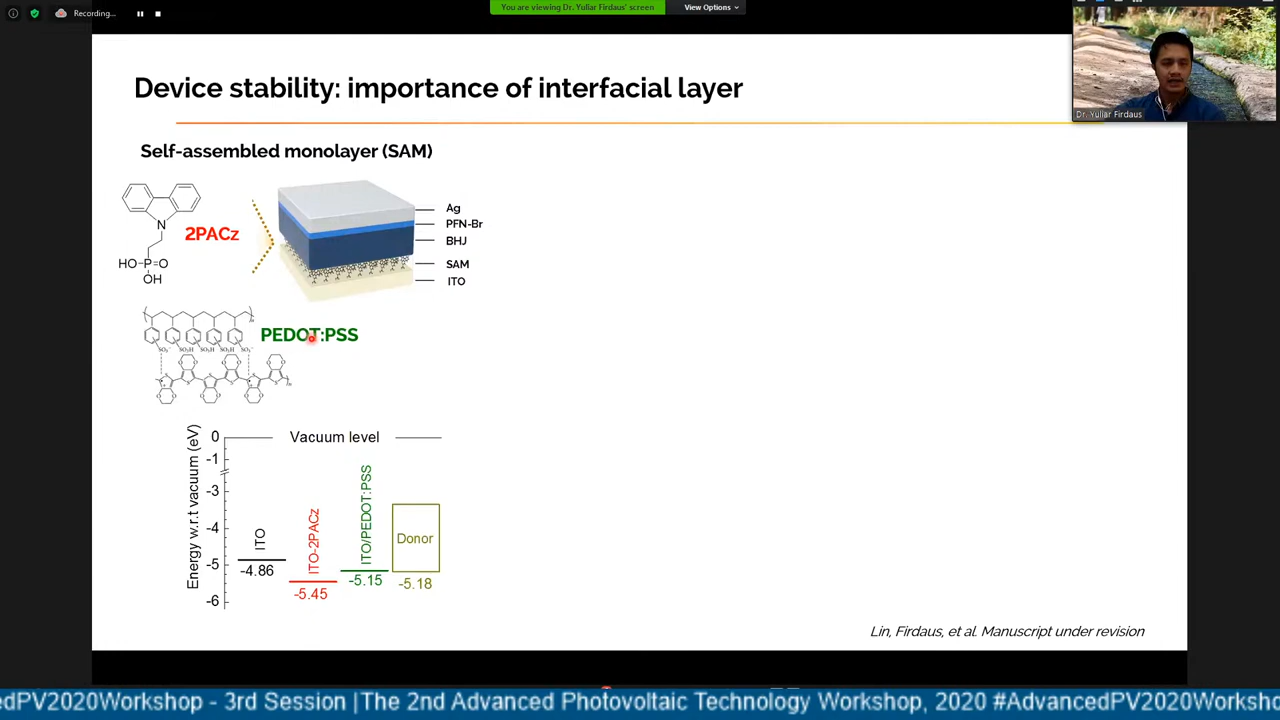 Recording...
You are viewing Dr. Yuliar Firdaus' screen
View Options
Dr. Yuliar Firdaus
Device stability: importance of interfacial layer
Self-assembled monolayer (SAM)
N
2PACz
HO P O
OH
Ag
PFN-Br
BHJ
SAM
ITO
PEDOT:PSS
Energy w.r.t vacuum (eV)
0
-1
-3
-4
-5
-6
Vacuum level
ITO
-4.86
ITO-2PACz
-5.45
ITO/PEDOT:PSS
-5.15
Donor
-5.18
Lin, Firdaus, et al. Manuscript under revision
edPV2020Workshop - 3rd Session |The 2nd Advanced Photovoltaic Technology Workshop, 2020 #AdvancedPV2020Worksho